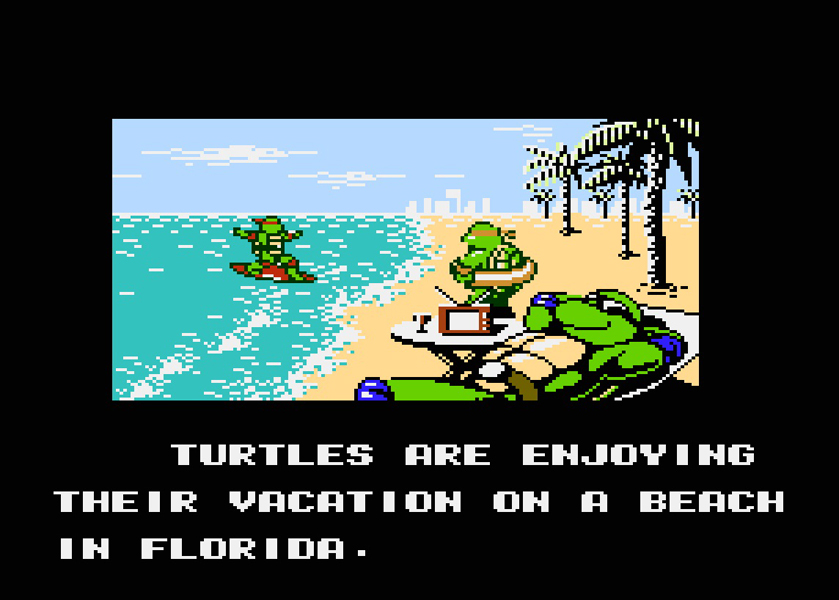 TURTLES ARE ENJOYING
THEIR VACATION ON A BEACH
IN FLORIDA.